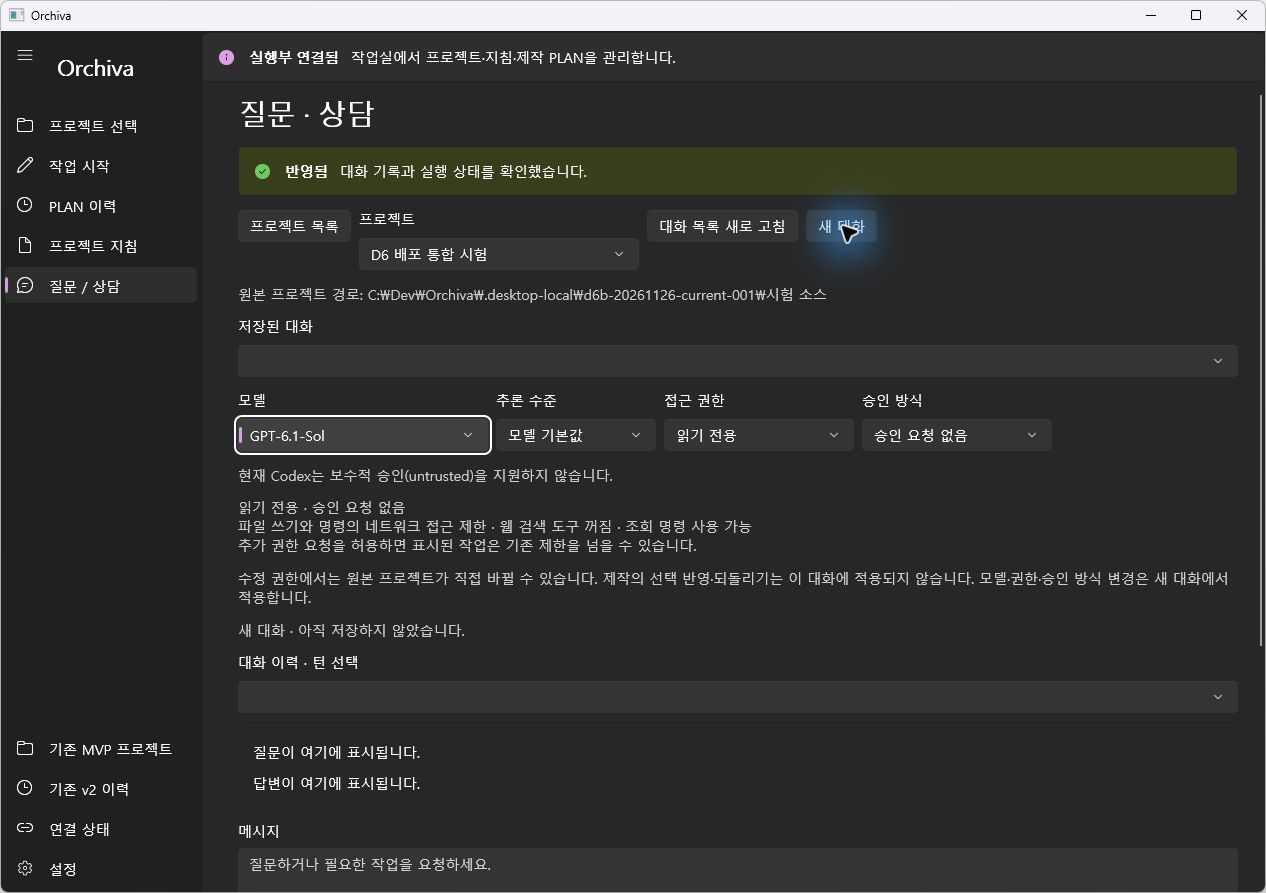 Orchiva
Orchiva
프로젝트 선택
작업 시작
PLAN 이력
프로젝트 지침
질문 / 상담
기존 MVP 프로젝트
기존 v2 이력
연결 상태
설정
실행부 연결됨 작업실에서 프로젝트·지침·제작 PLAN을 관리합니다.
질문 · 상담
반영됨 대화 기록과 실행 상태를 확인했습니다.
프로젝트 목록
프로젝트
D6 배포 통합 시험
대화 목록 새로 고침
새 대화
원본 프로젝트 경로: C:₩Dev₩Orchiva₩.desktop-local₩d6b-20261126-current-001₩시험 소스
저장된 대화
모델
GPT-6.1-Sol
추론 수준
모델 기본값
접근 권한
읽기 전용
승인 방식
승인 요청 없음
현재 Codex는 보수적 승인(untrusted)을 지원하지 않습니다.
읽기 전용 · 승인 요청 없음
파일 쓰기와 명령의 네트워크 접근 제한 · 웹 검색 도구 꺼짐 · 조회 명령 사용 가능
추가 권한 요청을 허용하면 표시된 작업은 기존 제한을 넘을 수 있습니다.
수정 권한에서는 원본 프로젝트가 직접 바뀔 수 있습니다. 제작의 선택 반영·되돌리기는 이 대화에 적용되지 않습니다. 모델·권한·승인 방식 변경은 새 대화에서
적용합니다.
새 대화 · 아직 저장하지 않았습니다.
대화 이력 · 턴 선택
질문이 여기에 표시됩니다.
답변이 여기에 표시됩니다.
메시지
질문하거나 필요한 작업을 요청하세요.